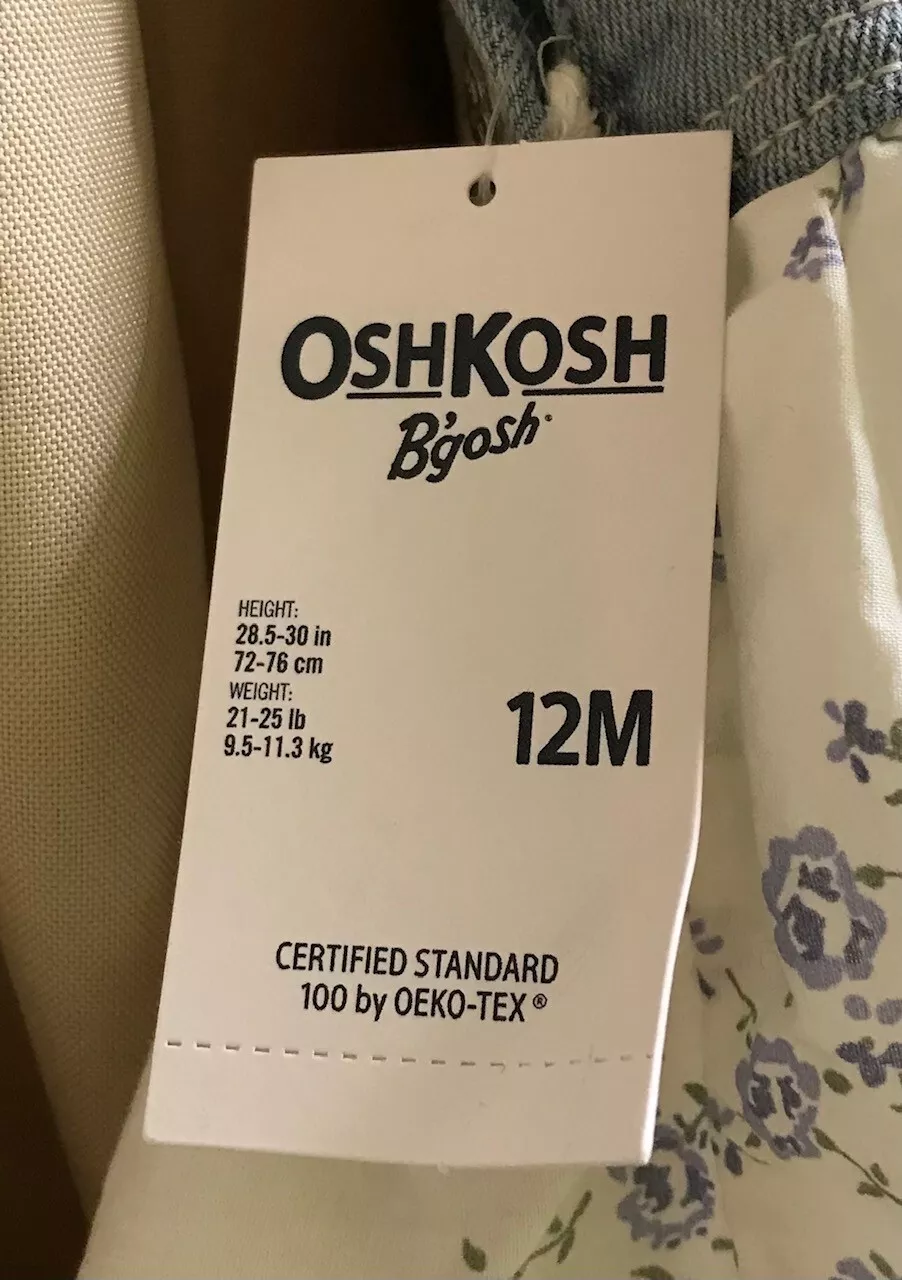 OSHKOSH
B'gosh
HEIGHT:
28.5-30 in
72-76 cm
WEIGHT:
21-25 lb
9.5-11.3 kg
12M
CERTIFIED STANDARD
100 by OEKO-TEX®